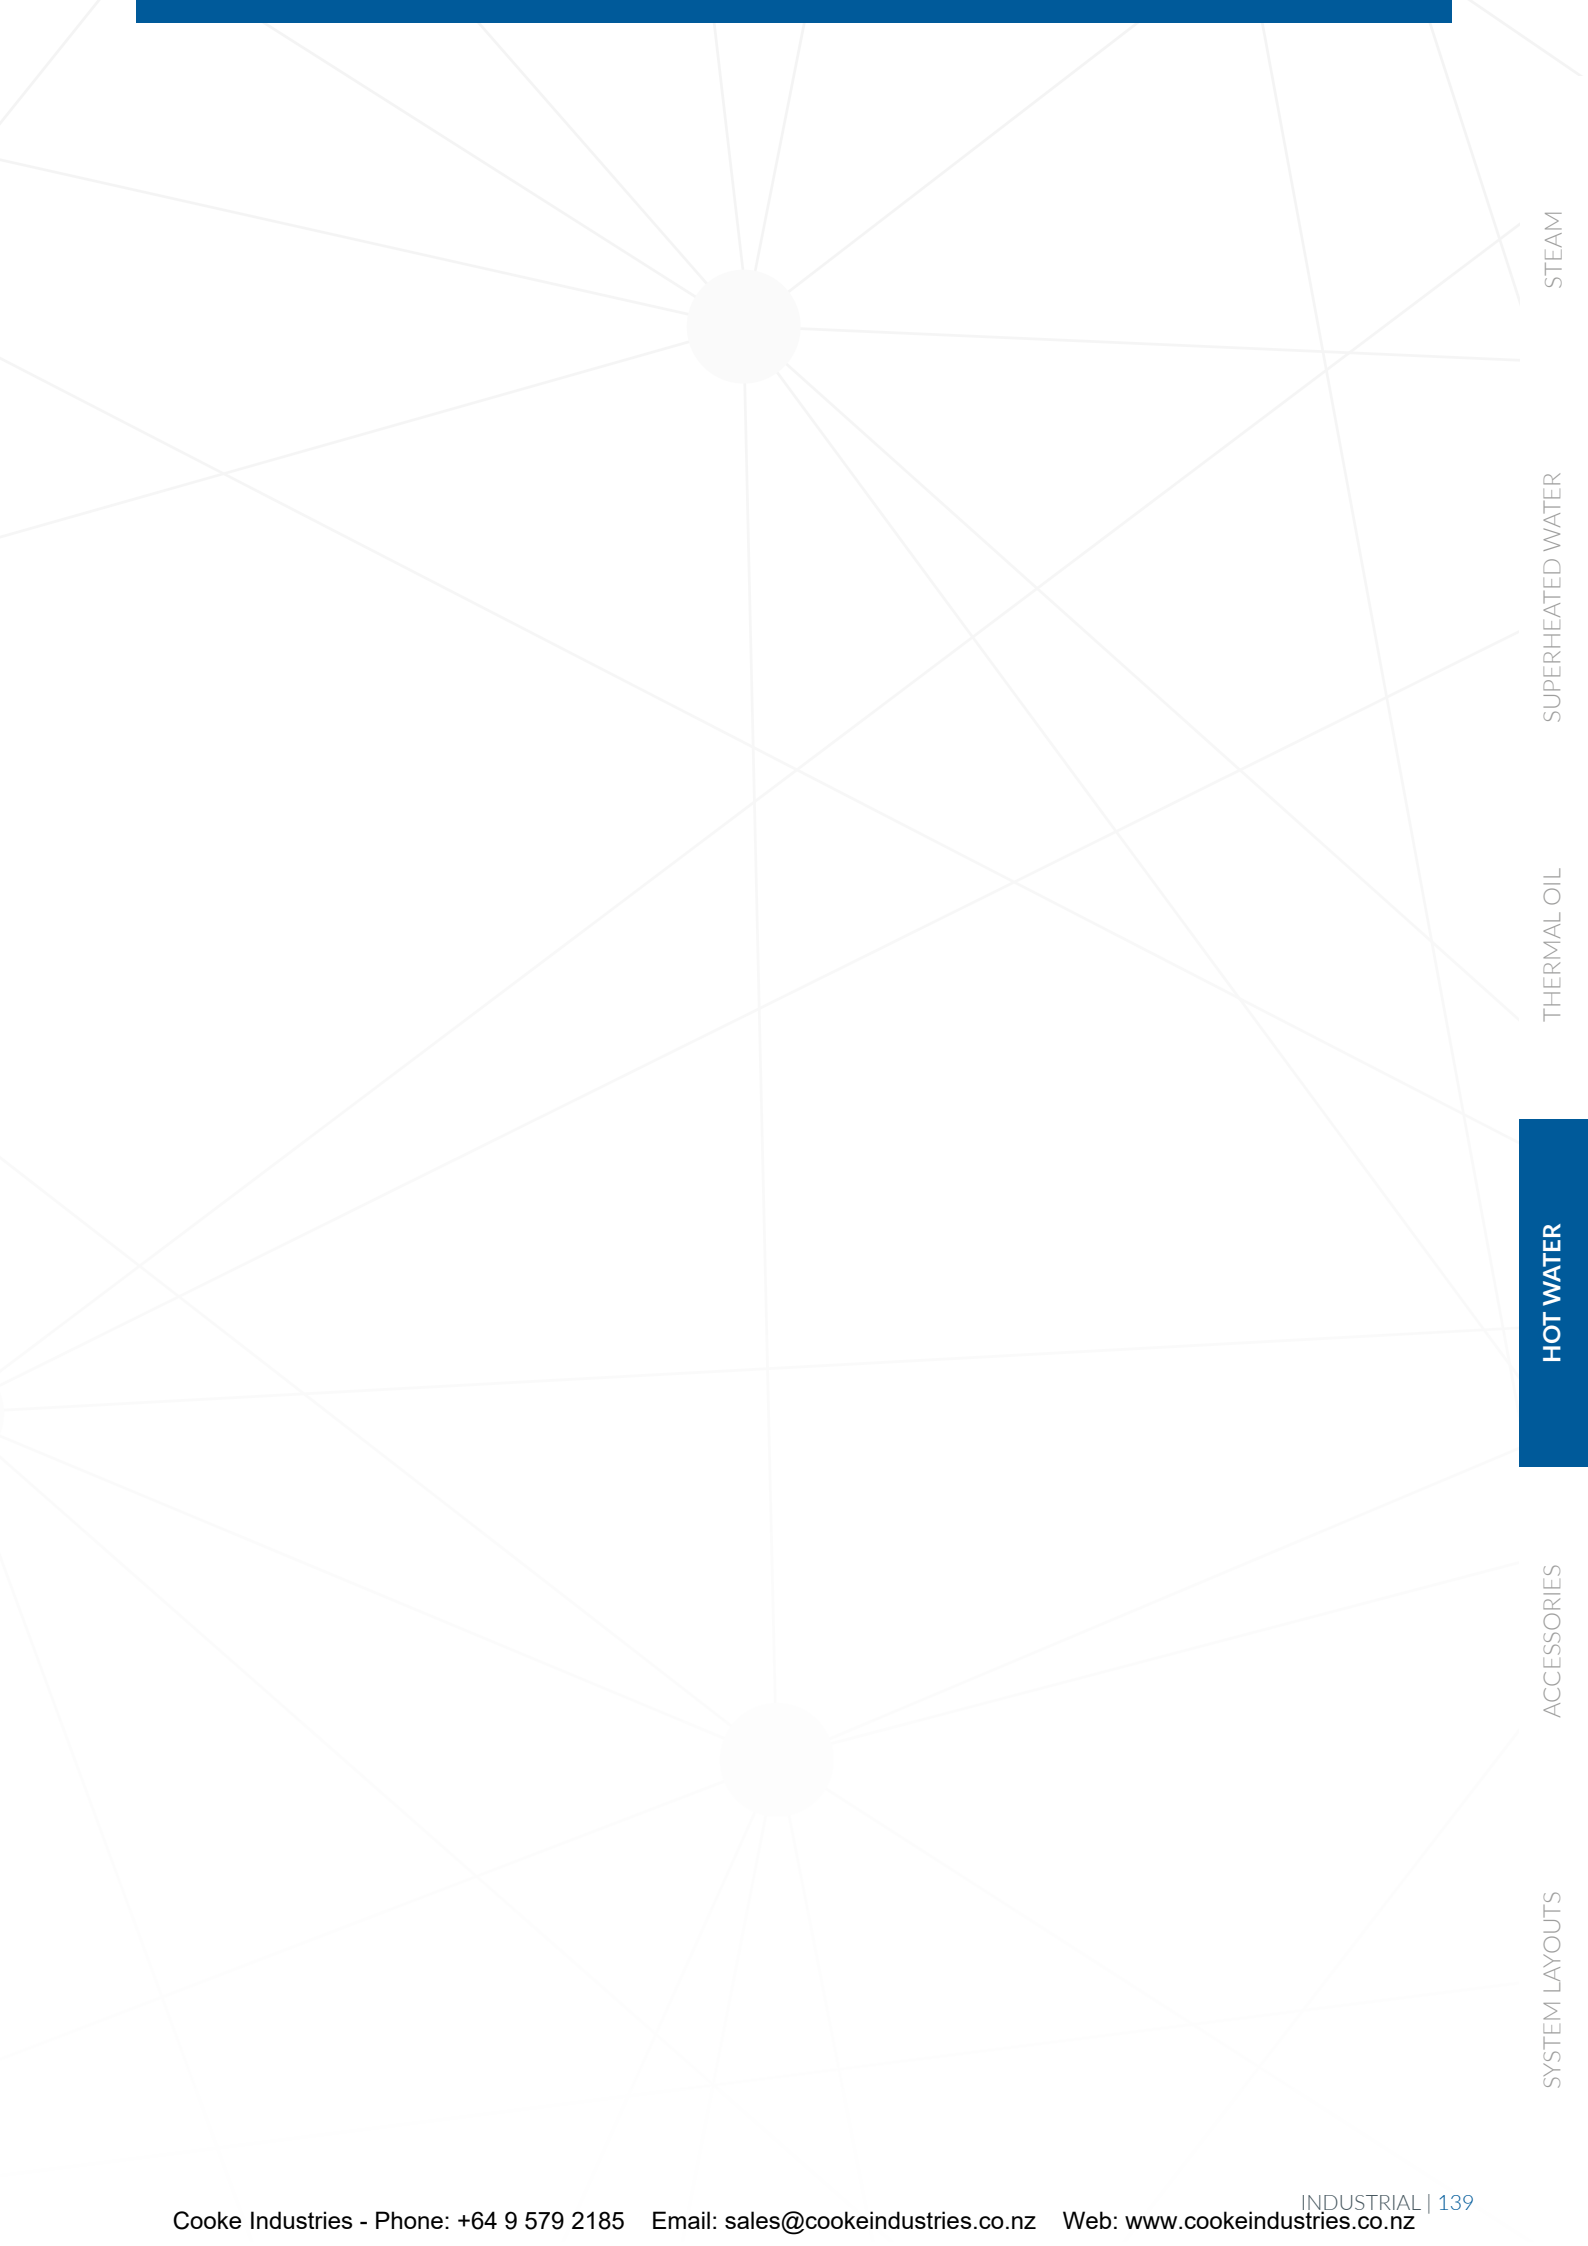 STEAM
SUPERHEATED WATER
THERMAL OIL
HOT WATER
ACCESSORIES
SYSTEM LAYOUTS
INDUSTRIAL | 139
Cooke Industries - Phone: +64 9 579 2185 Email: sales@cookeindustries.co.nz Web: www.cookeindustries.co.nz